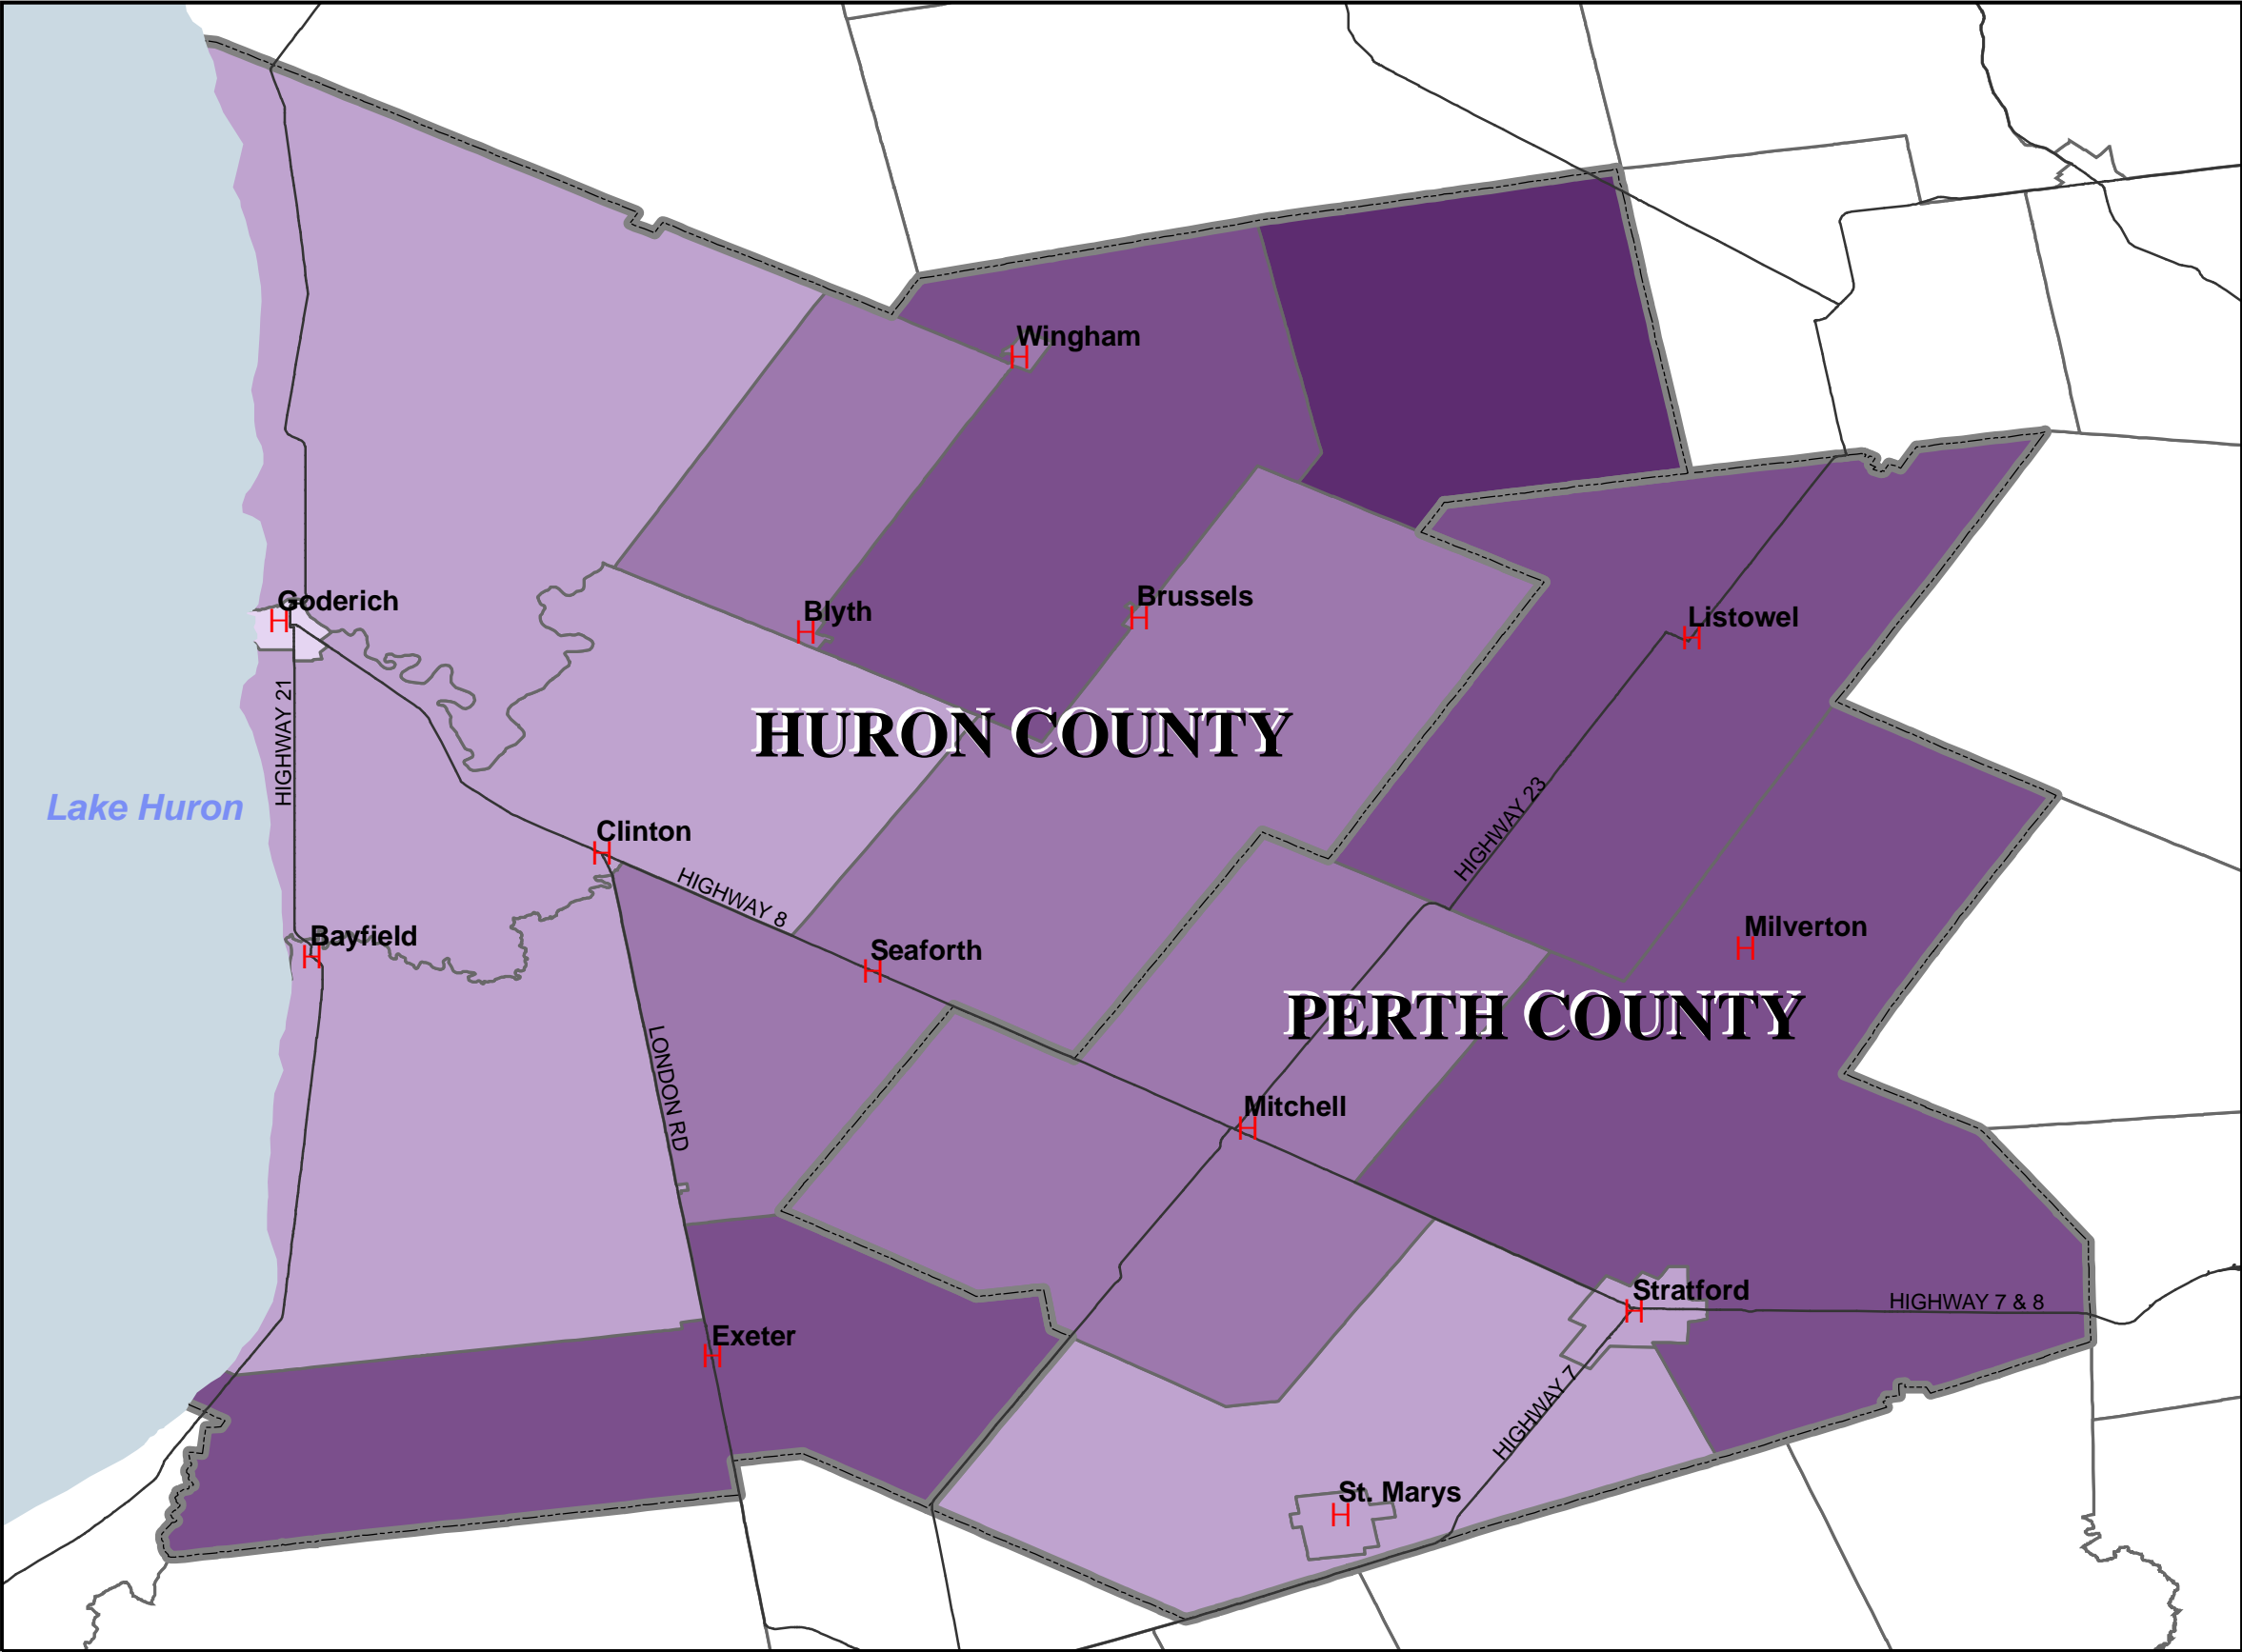 Wingham
H
Goderich
H
Blyth
H
Brussels
H
Listowel
H
HIGHWAY 21
HURON COUNTY
Lake Huron
HIGHWAY 23
Clinton
H
HIGHWAY 8
Bayfield
H
Seaforth
H
Milverton
H
PERTH COUNTY
LONDON RD
Mitchell
H
Stratford
H
HIGHWAY 7 & 8
Exeter
H
HIGHWAY 7
St. Marys
H